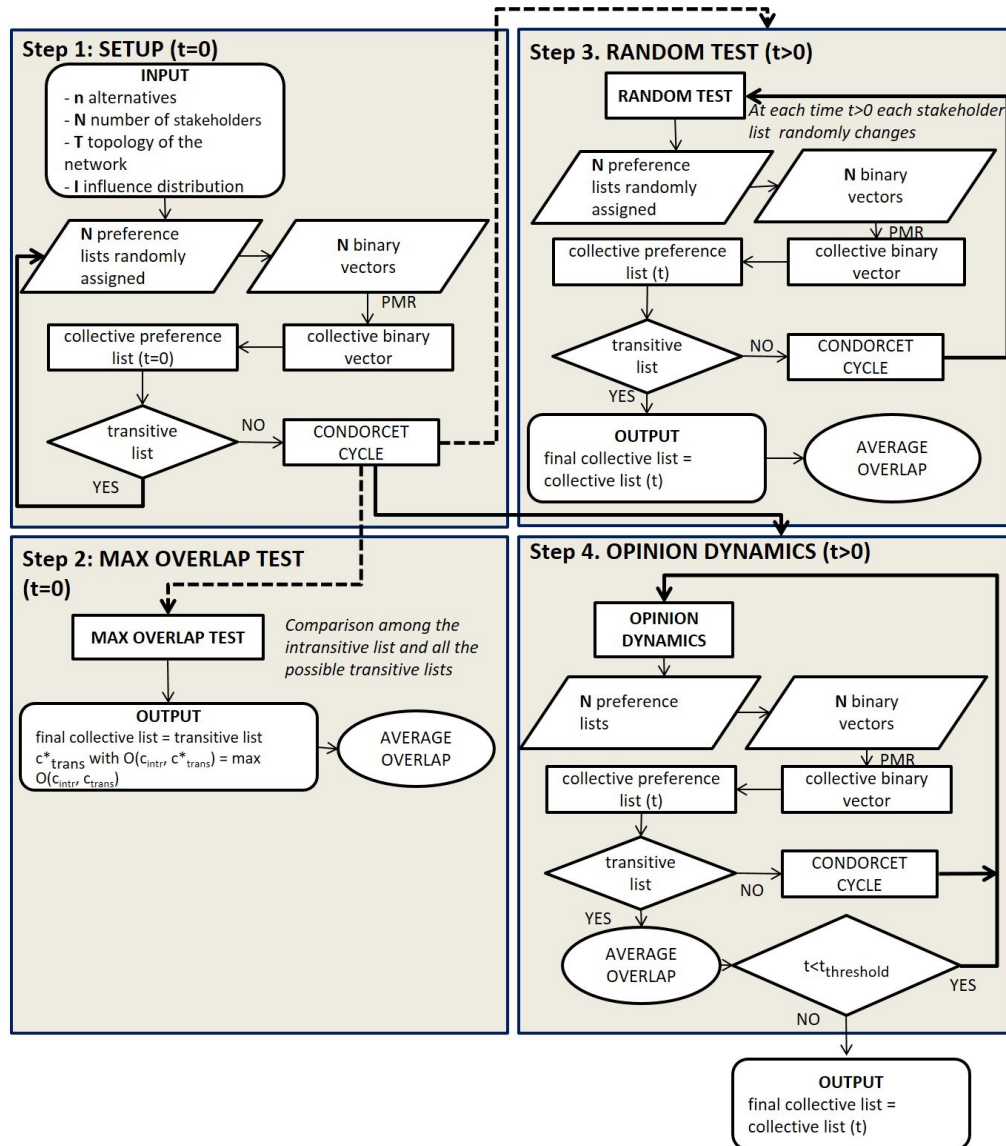 Step 1: SETUP (t=0)
INPUT
- n alternatives
- N number of stakeholders
- T topology of the
network
- I influence distribution
N preference
lists randomly
assigned
N binary
vectors
PMR
collective preference
list (t=0)
collective binary
vector
transitive
list
NO
CONDORCET
CYCLE
YES
Step 2: MAX OVERLAP TEST
(t=0)
MAX OVERLAP TEST
Comparison among the
intransitive list and all the
possible transitive lists
OUTPUT
final collective list = transitive list
c*trans with O(cintr, c*trans) = max
O(cintr, ctrans)
AVERAGE
OVERLAP
Step 3. RANDOM TEST (t>0)
RANDOM TEST
At each time t>0 each stakeholder
list randomly changes
N preference
lists randomly
assigned
N binary
vectors
PMR
collective preference
list (t)
collective binary
vector
transitive
list
NO
CONDORCET
CYCLE
YES
OUTPUT
final collective list =
collective list (t)
AVERAGE
OVERLAP
Step 4. OPINION DYNAMICS (t>0)
OPINION
DYNAMICS
N preference
lists
N binary
vectors
PMR
collective preference
list (t)
collective binary
vector
transitive
list
NO
CONDORCET
CYCLE
YES
AVERAGE
OVERLAP
t<tthreshold
YES
NO
OUTPUT
final collective list =
collective list (t)